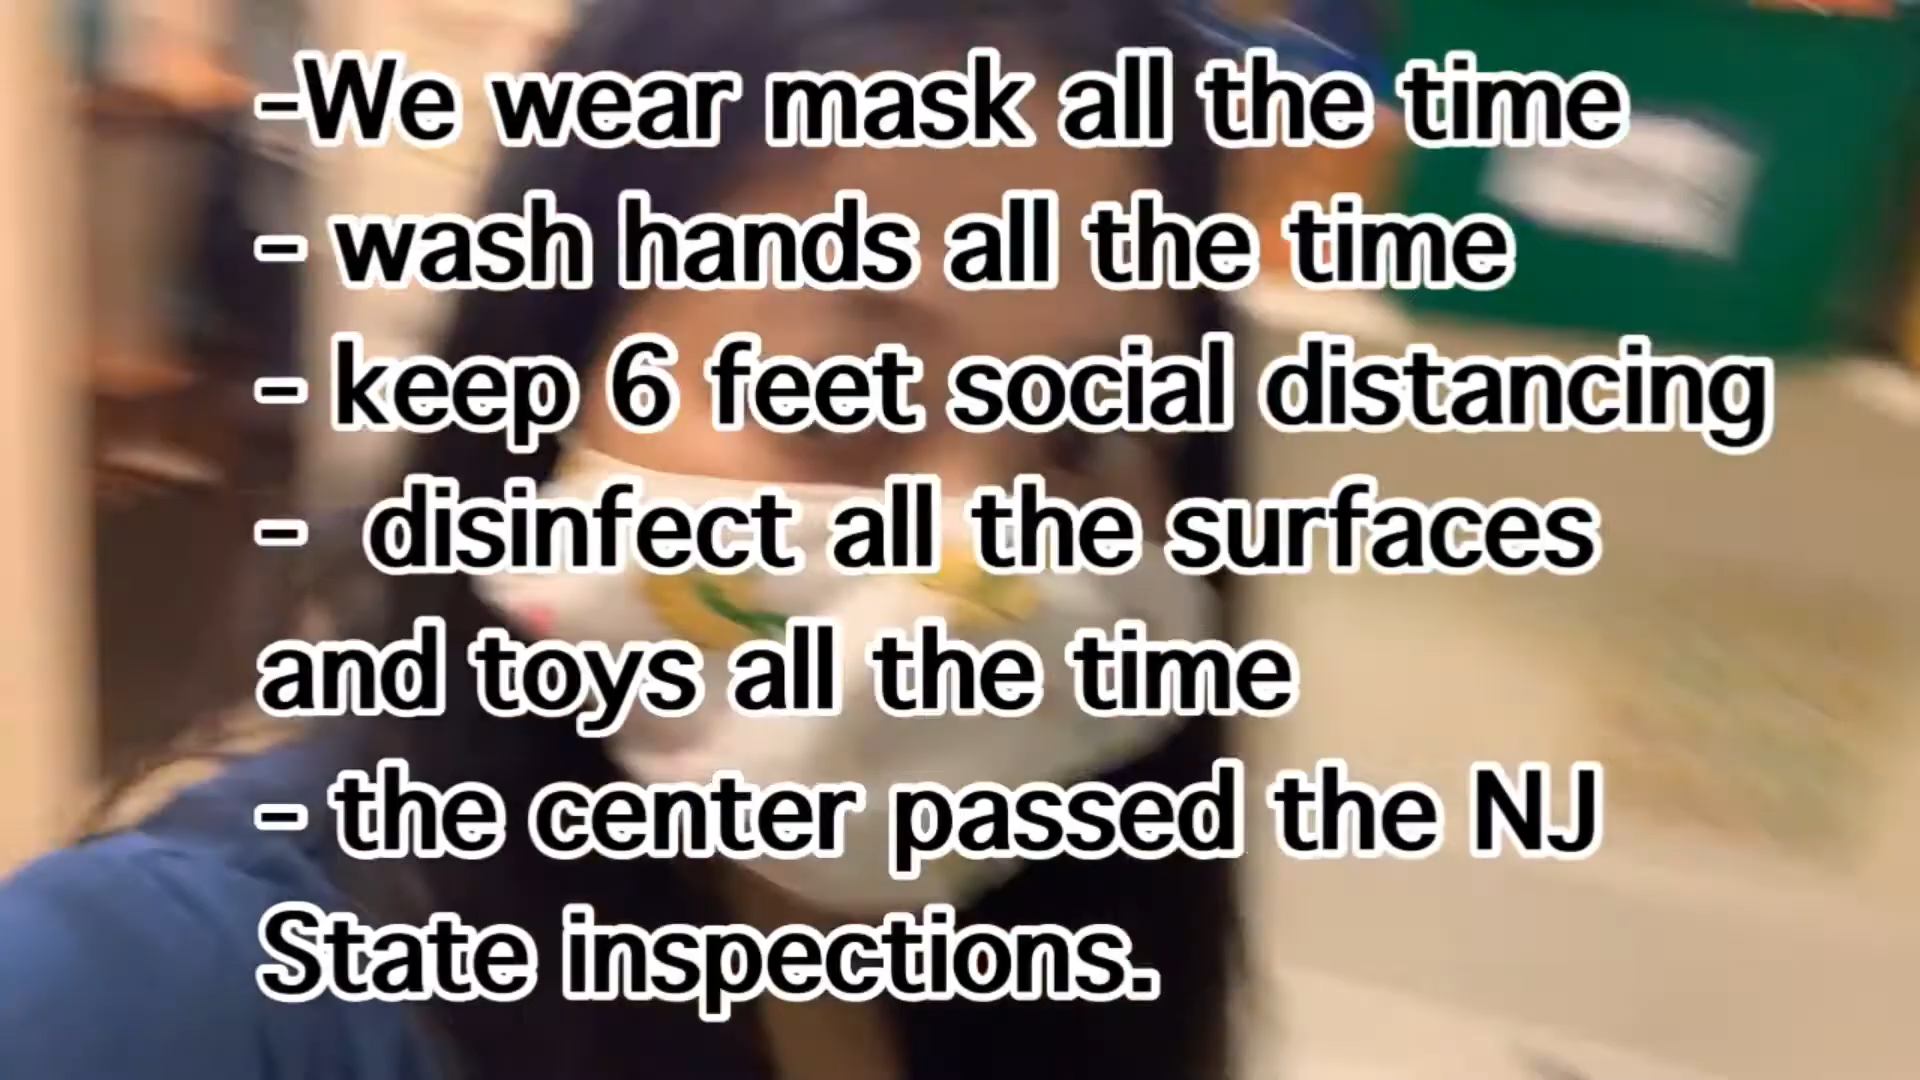 -We wear mask all the time
- wash hands all the time
- keep 6 feet social distancing
- disinfect all the surfaces
and toys all the time
- the center passed the NJ
State inspections.